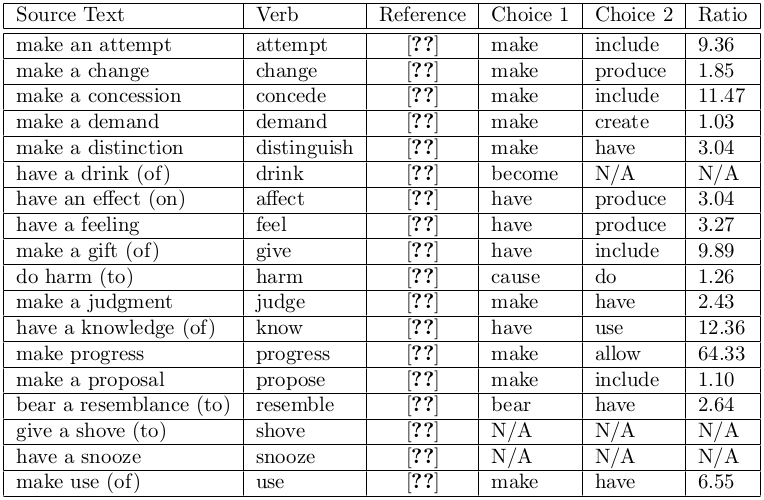 Source Text Verb Reference Choice 1 Choice 2 Ratio
make an attempt attempt [??] make include 9.36
make a change change [??] make produce 1.85
make a concession concede [??] make include 11.47
make a demand demand [??] make create 1.03
make a distinction distinguish [??] make have 3.04
have a drink (of) drink [??] become N/A N/A
have an effect (on) affect [??] have produce 3.04
have a feeling feel [??] have produce 3.27
make a gift (of) give [??] have include 9.89
do harm (to) harm [??] cause do 1.26
make a judgment judge [??] make have 2.43
have a knowledge (of) know [??] have use 12.36
make progress progress [??] make allow 64.33
make a proposal propose [??] make include 1.10
bear a resemblance (to) resemble [??] bear have 2.64
give a shove (to) shove [??] N/A N/A N/A
have a snooze snooze [??] N/A N/A N/A
make use (of) use [??] make have 6.55